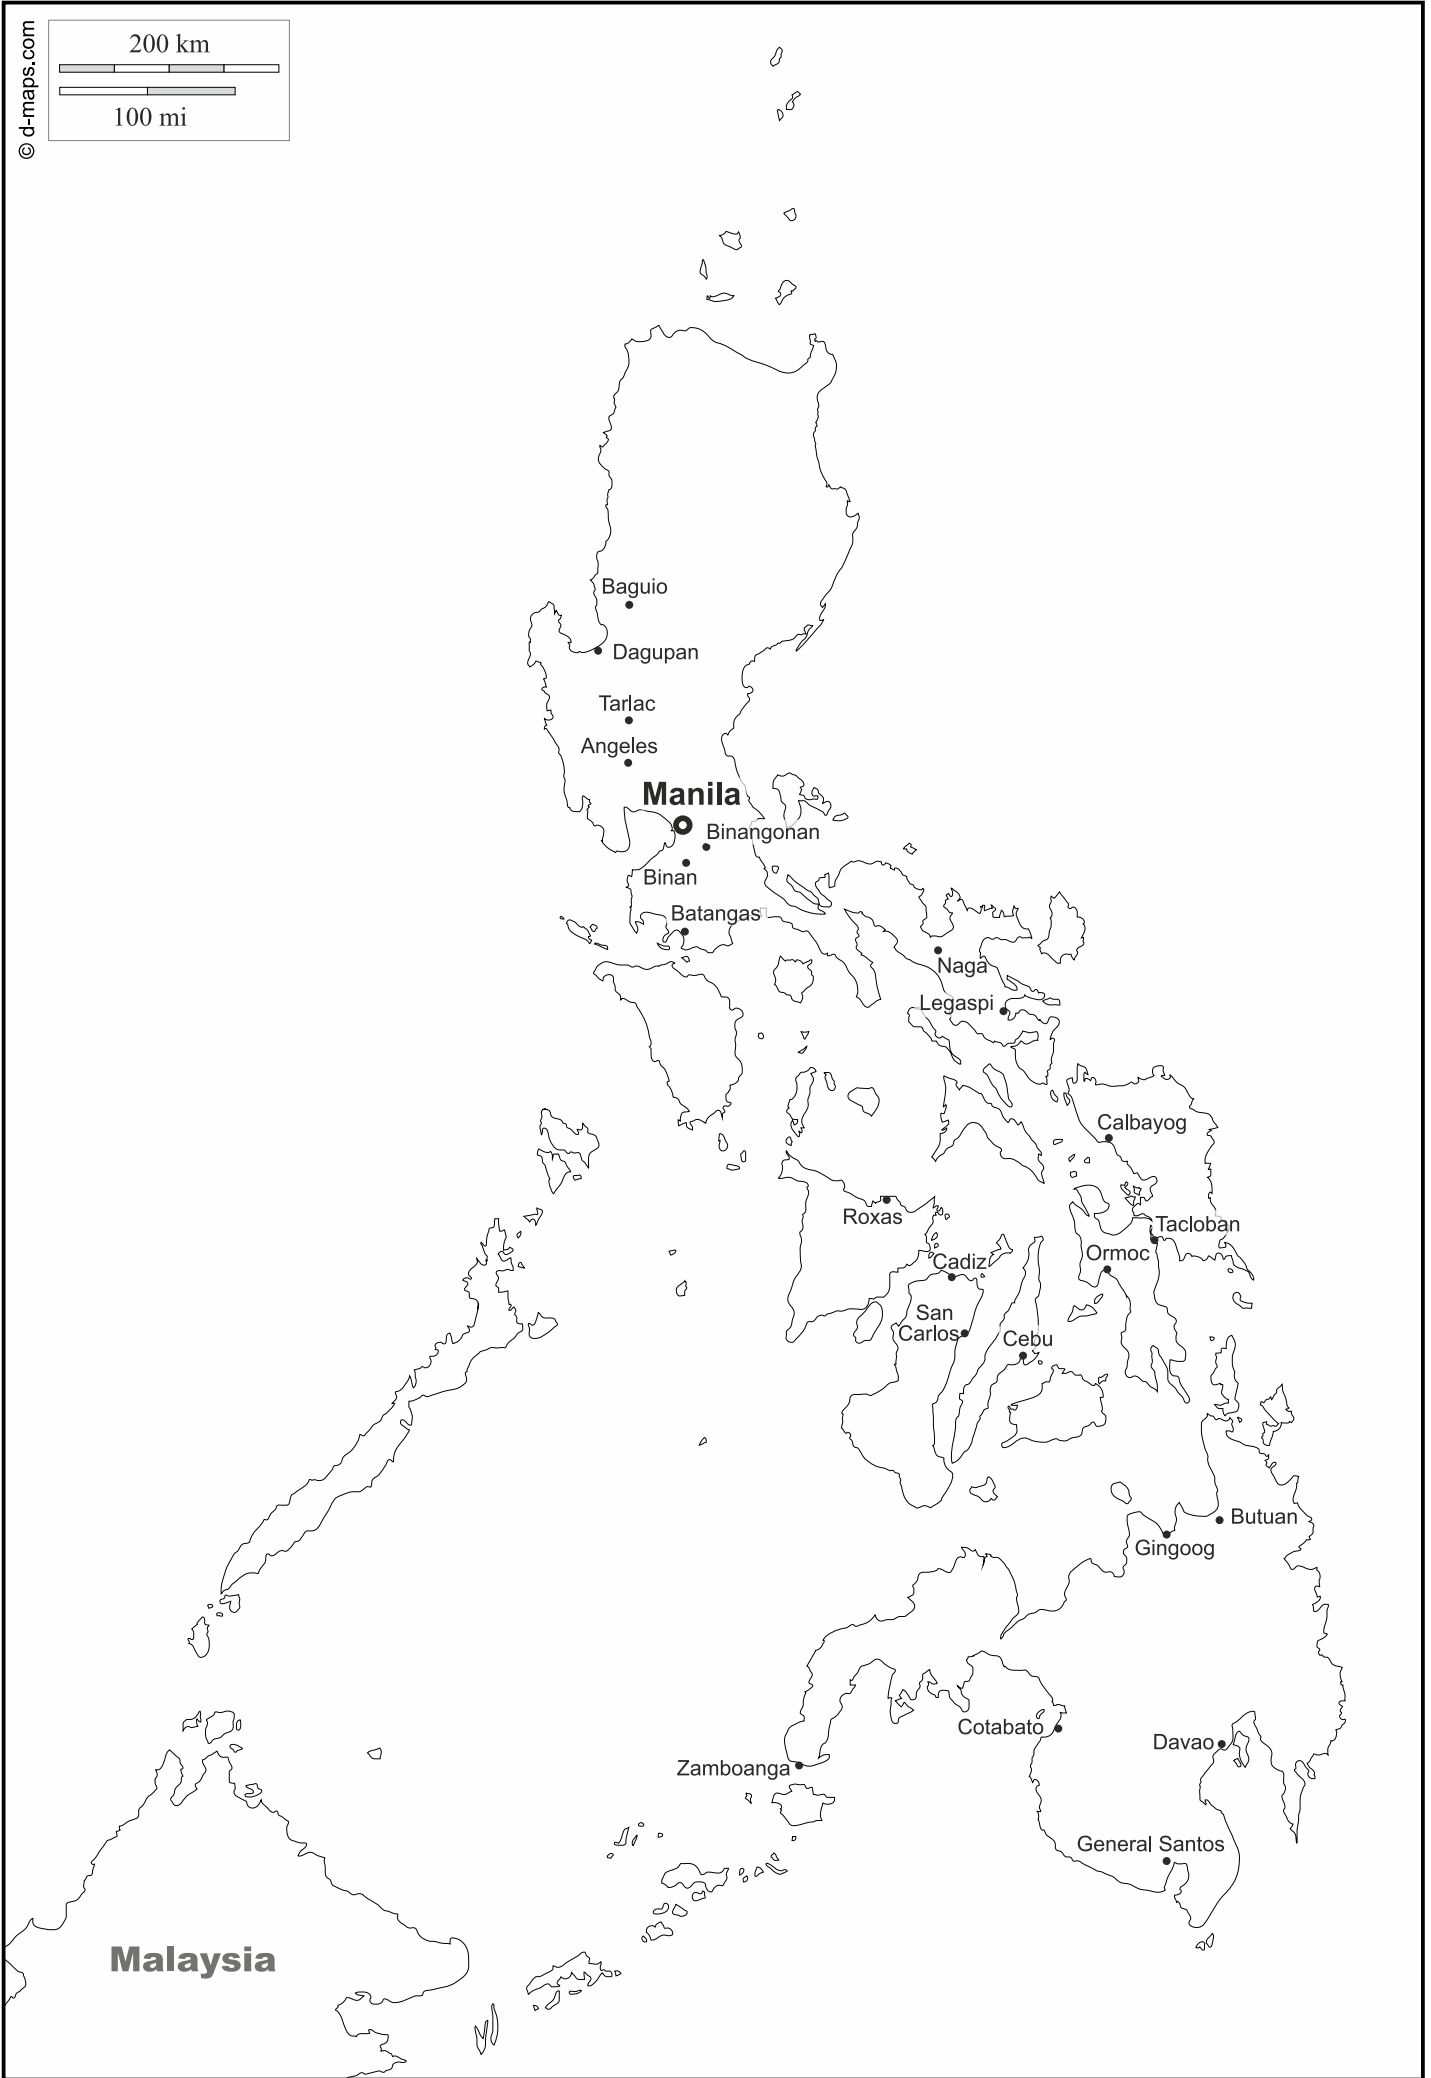 © d-maps.com
200 km
100 mi
Baguio
Dagupan
Tarlac
Angeles
Manila
Binangonan
Binan
Batangas
Naga
Legaspi
Calbayog
Roxas
Tacloban
Ormoc
Cadiz
San
Carlos
Cebu
Butuan
Gingoog
Cotabato
Davao
Zamboanga
General Santos
Malaysia